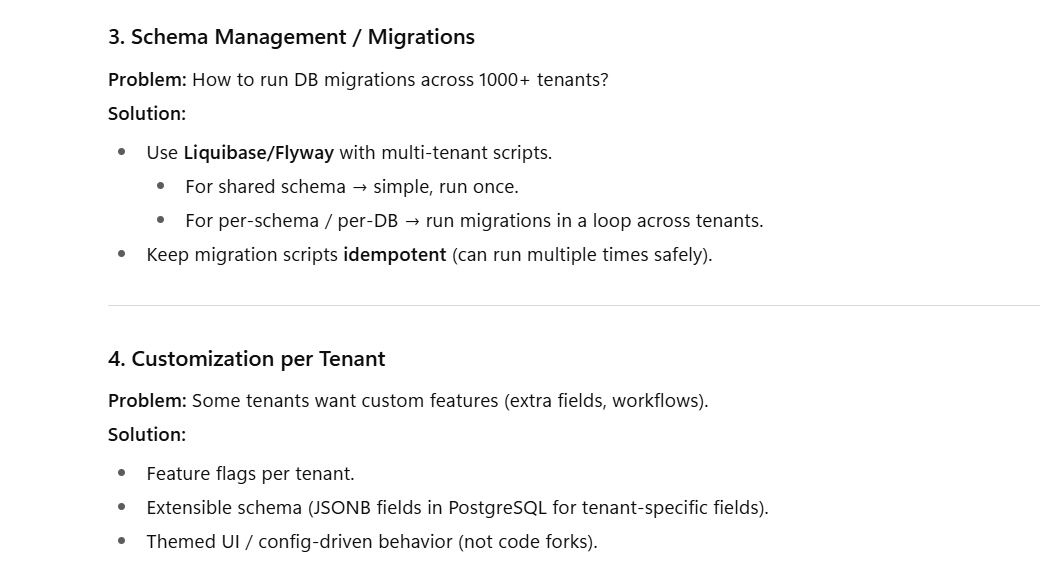 3. Schema Management / Migrations
Problem: How to run DB migrations across 1000+ tenants?
Solution:
• Use Liquibase/Flyway with multi-tenant scripts.
• For shared schema → simple, run once.
• For per-schema / per-DB → run migrations in a loop across tenants.
• Keep migration scripts idempotent (can run multiple times safely).
4. Customization per Tenant
Problem: Some tenants want custom features (extra fields, workflows).
Solution:
• Feature flags per tenant.
• Extensible schema (JSONB fields in PostgreSQL for tenant-specific fields).
• Themed UI / config-driven behavior (not code forks).